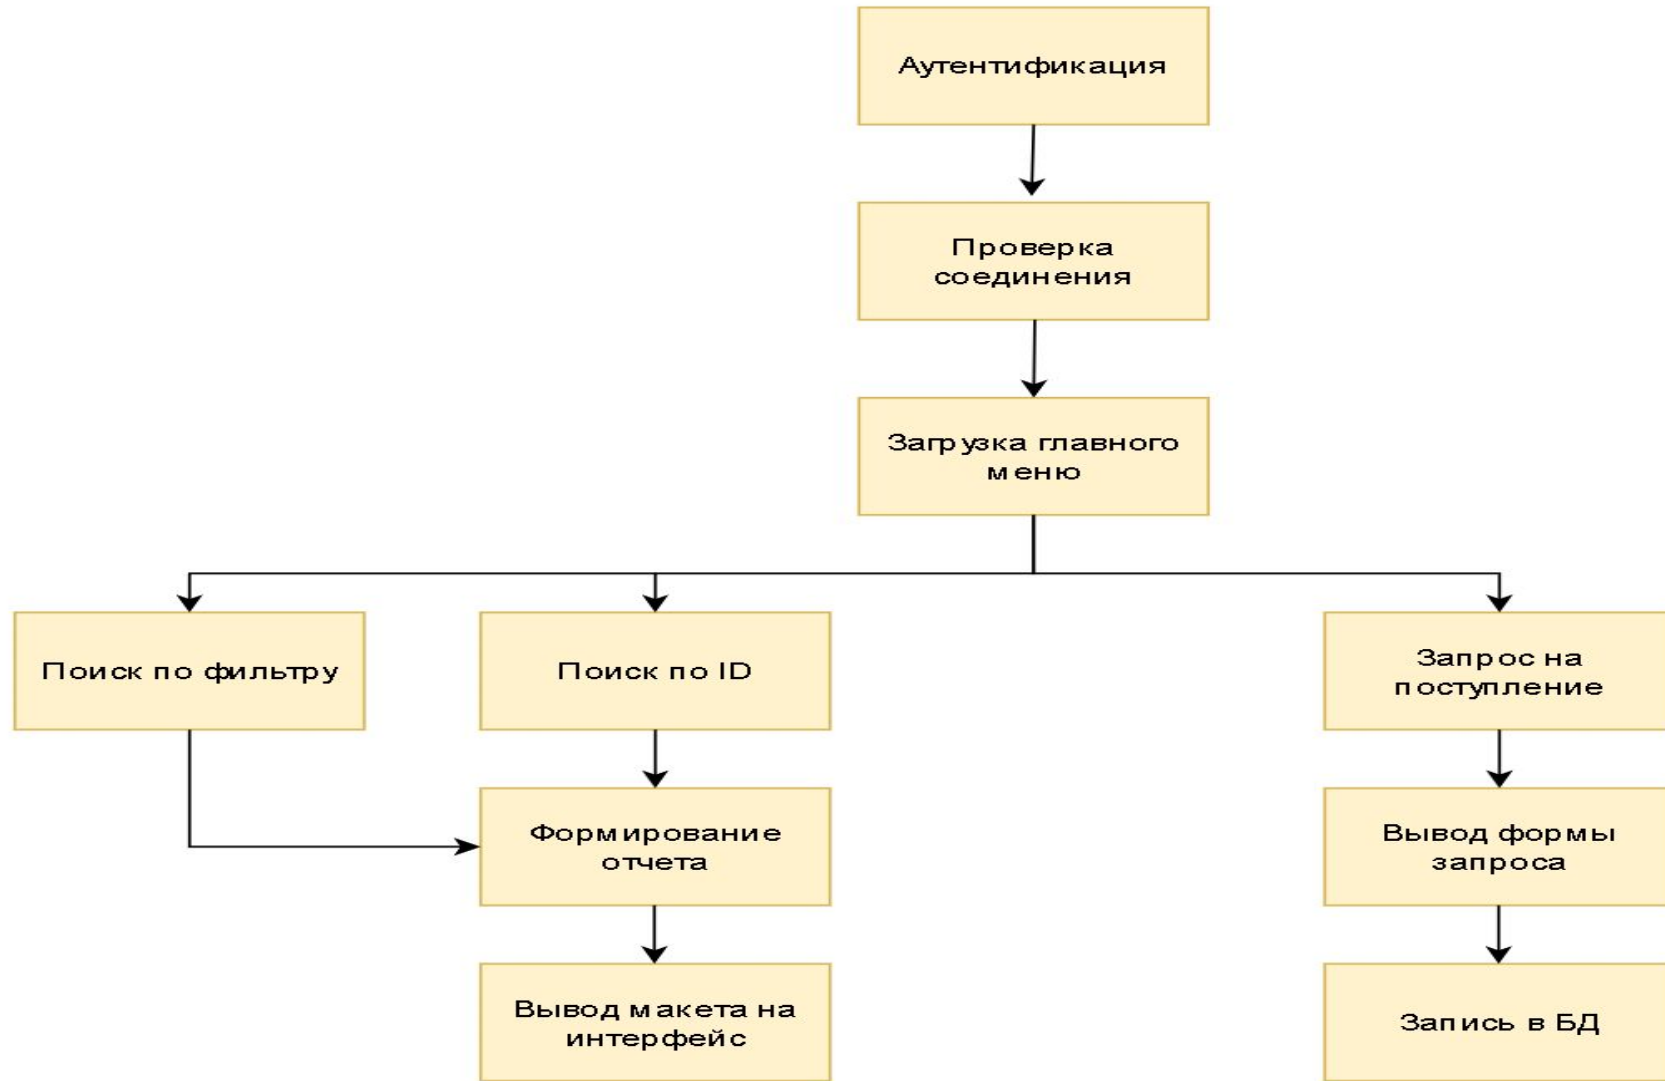 Аутентификация
Проверка
соединения
Загрузка главного
меню
Поиск по фильтру
Поиск по ID
Запрос на
поступление
Формирование
отчета
Вывод формы
запроса
Вывод макета на
интерфейс
Запись в БД